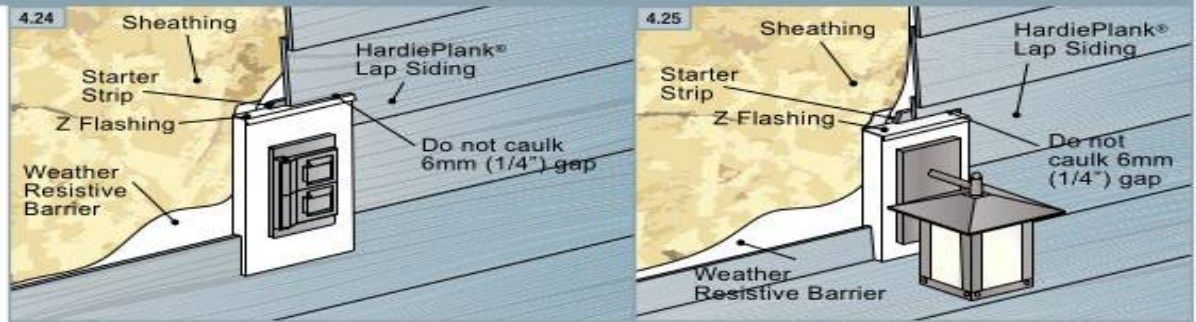 4.24
Sheathing
HardiePlank®
Lap Siding
Starter
Strip
Z Flashing
Do not caulk
6mm (1/4") gap
Weather
Resistive
Barrier
4.25
Sheathing
HardiePlank®
Lap Siding
Starter
Strip
Z Flashing
Do not
caulk 6mm
(1/4") gap
Weather
Resistive Barrier